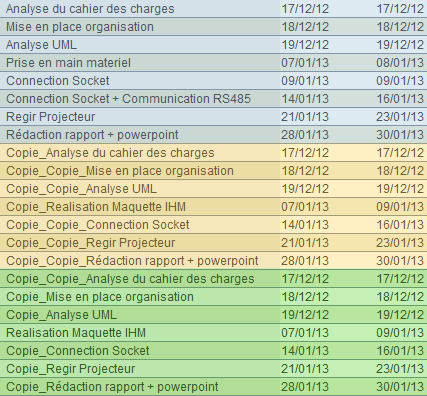 Analyse du cahier des charges 17/12/12 17/12/12
Mise en place organisation 18/12/12 18/12/12
Analyse UML 19/12/12 19/12/12
Prise en main materiel 07/01/13 08/01/13
Connection Socket 09/01/13 09/01/13
Connection Socket + Communication RS485 14/01/13 16/01/13
Regir Projecteur 21/01/13 23/01/13
Rédaction rapport + powerpoint 28/01/13 30/01/13
Copie_Analyse du cahier des charges 17/12/12 17/12/12
Copie_Copie_Mise en place organisation 18/12/12 18/12/12
Copie_Copie_Analyse UML 19/12/12 19/12/12
Copie_Realisation Maquette IHM 07/01/13 09/01/13
Copie_Copie_Connection Socket 14/01/13 16/01/13
Copie_Copie_Regir Projecteur 21/01/13 23/01/13
Copie_Copie_Rédaction rapport + powerpoint 28/01/13 30/01/13
Copie_Copie_Analyse du cahier des charges 17/12/12 17/12/12
Copie_Mise en place organisation 18/12/12 18/12/12
Copie_Analyse UML 19/12/12 19/12/12
Realisation Maquette IHM 07/01/13 09/01/13
Copie_Connection Socket 14/01/13 16/01/13
Copie_Regir Projecteur 21/01/13 23/01/13
Copie_Rédaction rapport + powerpoint 28/01/13 30/01/13